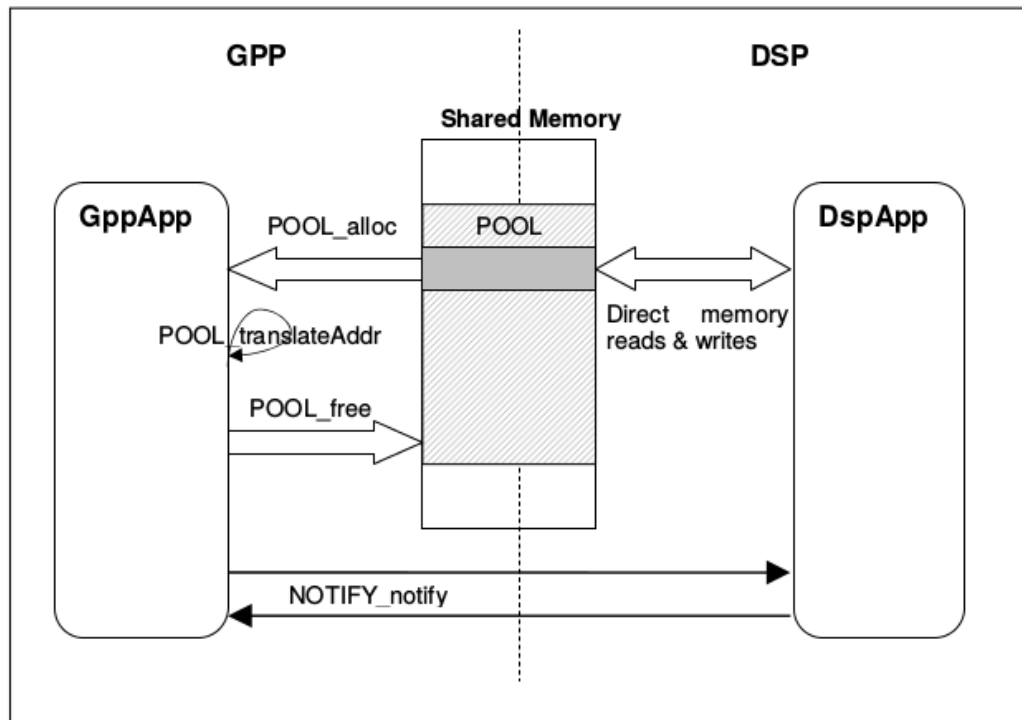 GPP
DSP
Shared Memory
GppApp
DspApp
POOL_alloc
POOL
Direct memory
reads & writes
POOL_translateAddr
POOL_free
NOTIFY_notify